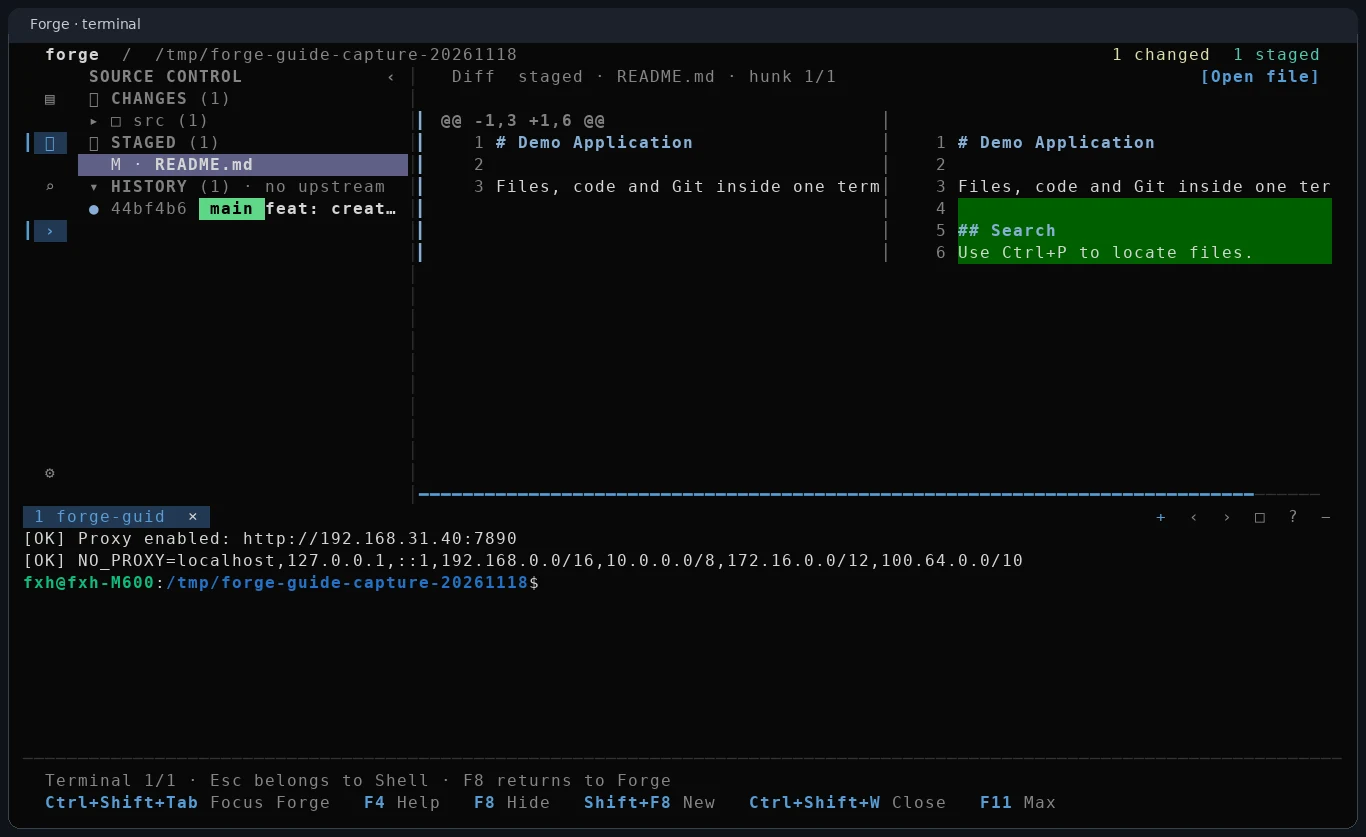 Forge · terminal
forge / /tmp/forge-guide-capture-20261118 1 changed 1 staged
SOURCE CONTROL ‹ Diff staged · README.md · hunk 1/1 [Open file]
CHANGES (1)
▸ □ src (1) @@ -1,3 +1,6 @@
STAGED (1) 1 # Demo Application 1 # Demo Application
M · README.md 2 2
▾ HISTORY (1) · no upstream 3 Files, code and Git inside one term 3 Files, code and Git inside one ter
● 44bf4b6 main feat: creat… 4
› 5 ## Search
6 Use Ctrl+P to locate files.
1 forge-guid × + ‹ › □ ? −
[OK] Proxy enabled: http://192.168.31.40:7890
[OK] NO_PROXY=localhost,127.0.0.1,::1,192.168.0.0/16,10.0.0.0/8,172.16.0.0/12,100.64.0.0/10
fxh@fxh-M600:/tmp/forge-guide-capture-20261118$
Terminal 1/1 · Esc belongs to Shell · F8 returns to Forge
Ctrl+Shift+Tab Focus Forge F4 Help F8 Hide Shift+F8 New Ctrl+Shift+W Close F11 Max